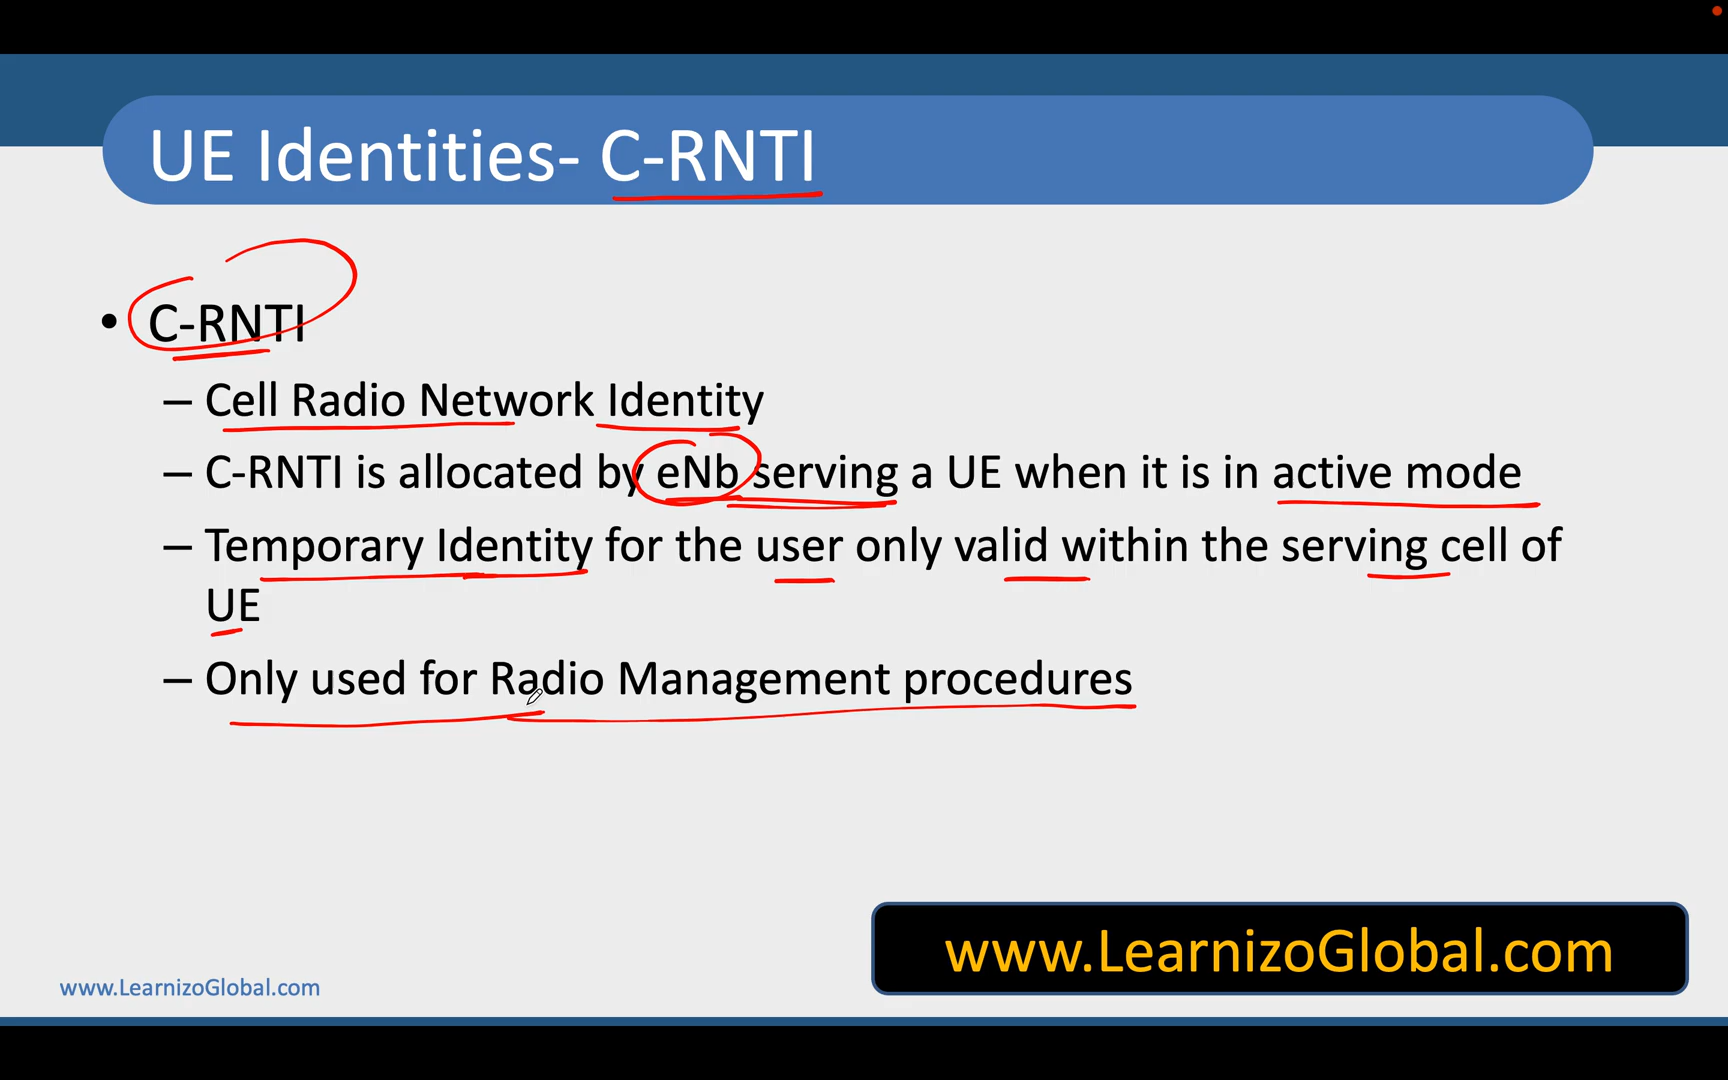 UE Identities- C-RNTI
• C-RNTI
– Cell Radio Network Identity
– C-RNTI is allocated by eNb serving a UE when it is in active mode
– Temporary Identity for the user only valid within the serving cell of
UE
– Only used for Radio Management procedures
www.LearnizoGlobal.com
www.LearnizoGlobal.com